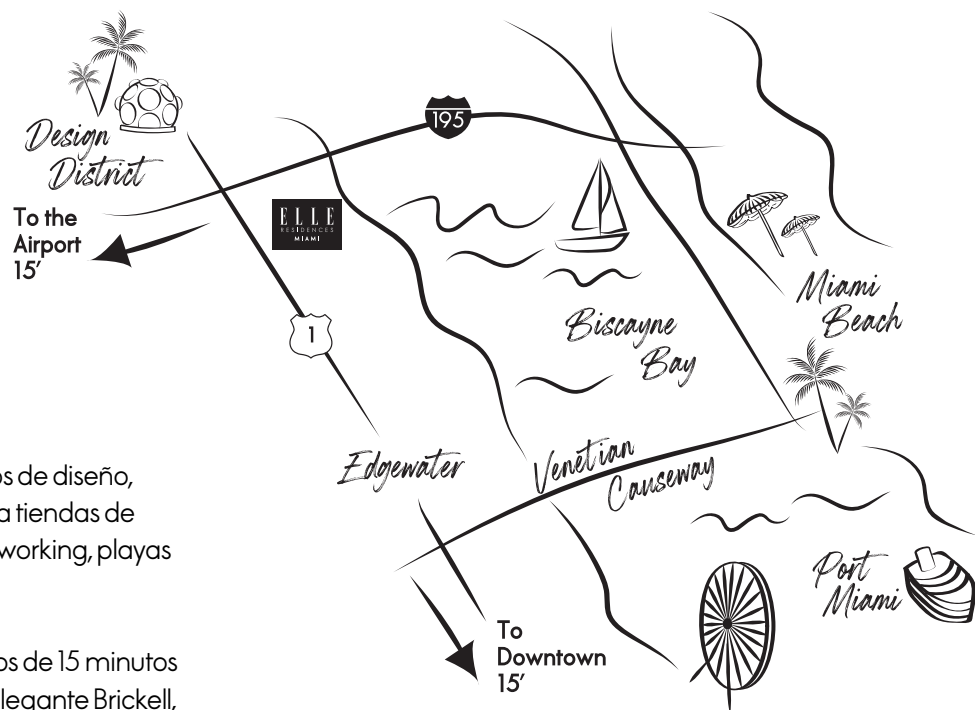 195
Design
District
To the
Airport
15'
ELLE
RESIDENCES
MIAMI
1
Miami
Beach
Biscayne
Bay
Edgewater
Venetian
Causeway
os de diseño,
a tiendas de
working, playas
Port
Miami
To
Downtown
15'
os de 15 minutos
legante Brickell,